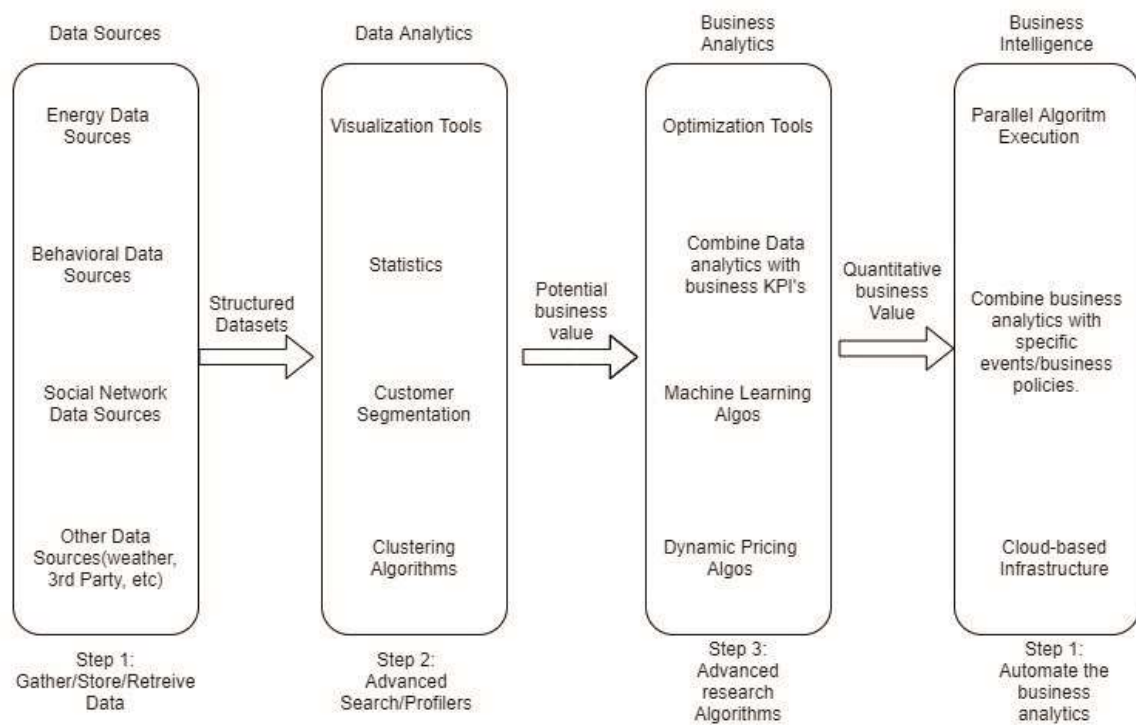 Data Sources
Data Analytics
Business
Analytics
Business
Intelligence
Energy Data
Sources
Behavioral Data
Sources
Social Network
Data Sources
Other Data
Sources(weather,
3rd Party, etc)
Structured
Datasets
Visualization Tools
Statistics
Customer
Segmentation
Clustering
Algorithms
Potential
business
value
Optimization Tools
Combine Data
analytics with
business KPI's
Machine Learning
Algos
Dynamic Pricing
Algos
Quantitative
business
Value
Parallel Algoritm
Execution
Combine business
analytics with
specific
events/business
policies.
Cloud-based
Infrastructure
Step 1:
Gather/Store/Retreive
Data
Step 2:
Advanced
Search/Profilers
Step 3:
Advanced
research
Algorithms
Step 1:
Automate the
business
analytics